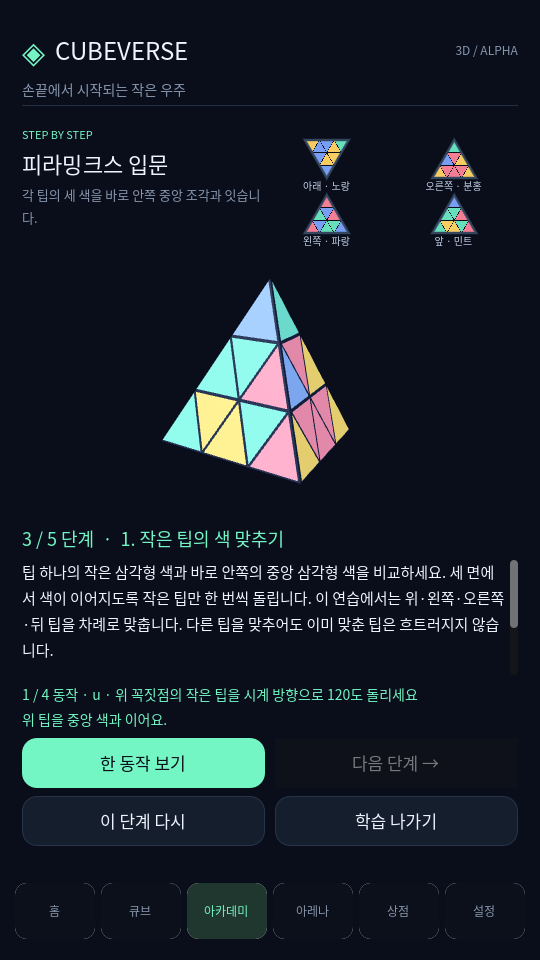 CUBEVERSE
3D / ALPHA
손끝에서 시작되는 작은 우주
STEP BY STEP
피라밍크스 입문
각 팁의 세 색을 바로 안쪽 중앙 조각과 잇습니
다.
아래 · 노랑
오른쪽 · 분홍
왼쪽 · 파랑
앞 · 민트
3 / 5 단계 · 1. 작은 팁의 색 맞추기
팁 하나의 작은 삼각형 색과 바로 안쪽의 중앙 삼각형 색을 비교하세요. 세 면에
서 색이 이어지도록 작은 팁만 한 번씩 돌립니다. 이 연습에서는 위·왼쪽·오른쪽
·뒤 팁을 차례로 맞춥니다. 다른 팁을 맞추어도 이미 맞춘 팁은 흐트러지지 않습
니다.
1 / 4 동작 · u · 위 꼭짓점의 작은 팁을 시계 방향으로 120도 돌리세요
위 팁을 중앙 색과 이어요.
한 동작 보기
다음 단계 →
이 단계 다시
학습 나가기
홈
큐브
아카데미
아레나
상점
설정